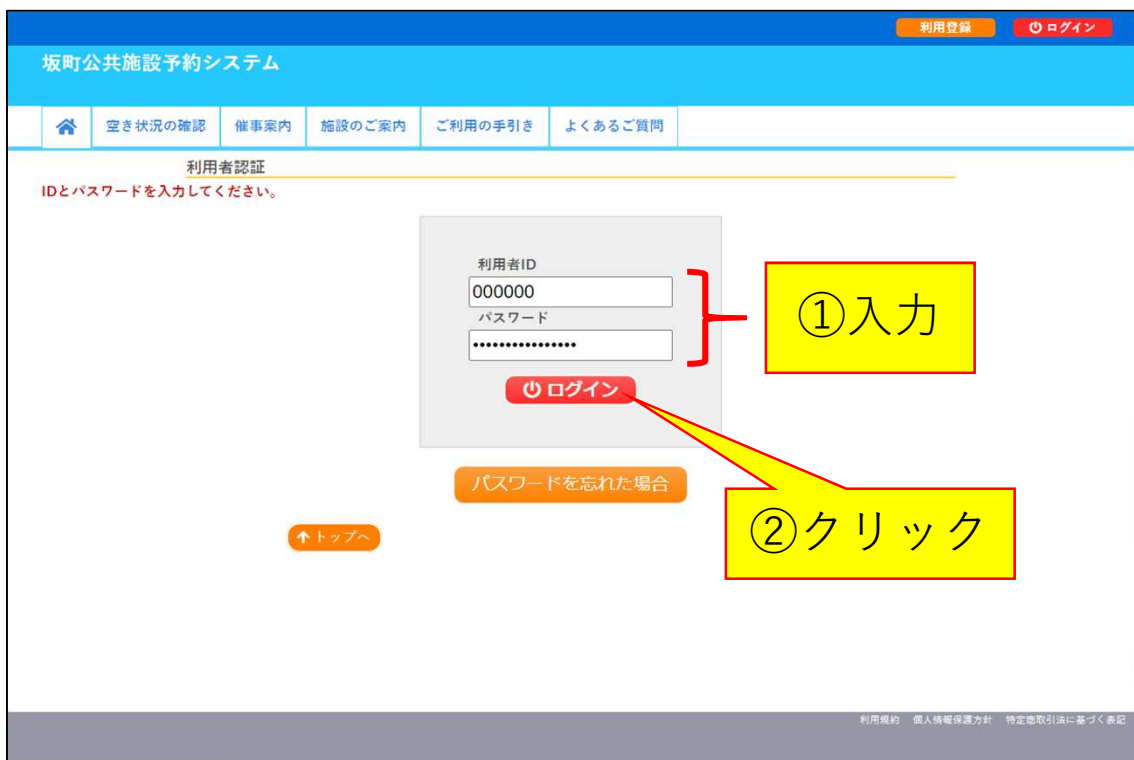 利用登録
ログイン
坂町公共施設予約システム
空き状況の確認
催事案内
施設のご案内
ご利用の手引き
よくあるご質問
利用者認証
IDとパスワードを入力してください。
利用者ID
000000
パスワード
••••••••••••••••
ログイン
①入力
パスワードを忘れた場合
②クリック
トップへ
利用規約 個人情報保護方針 特定商取引法に基づく表記